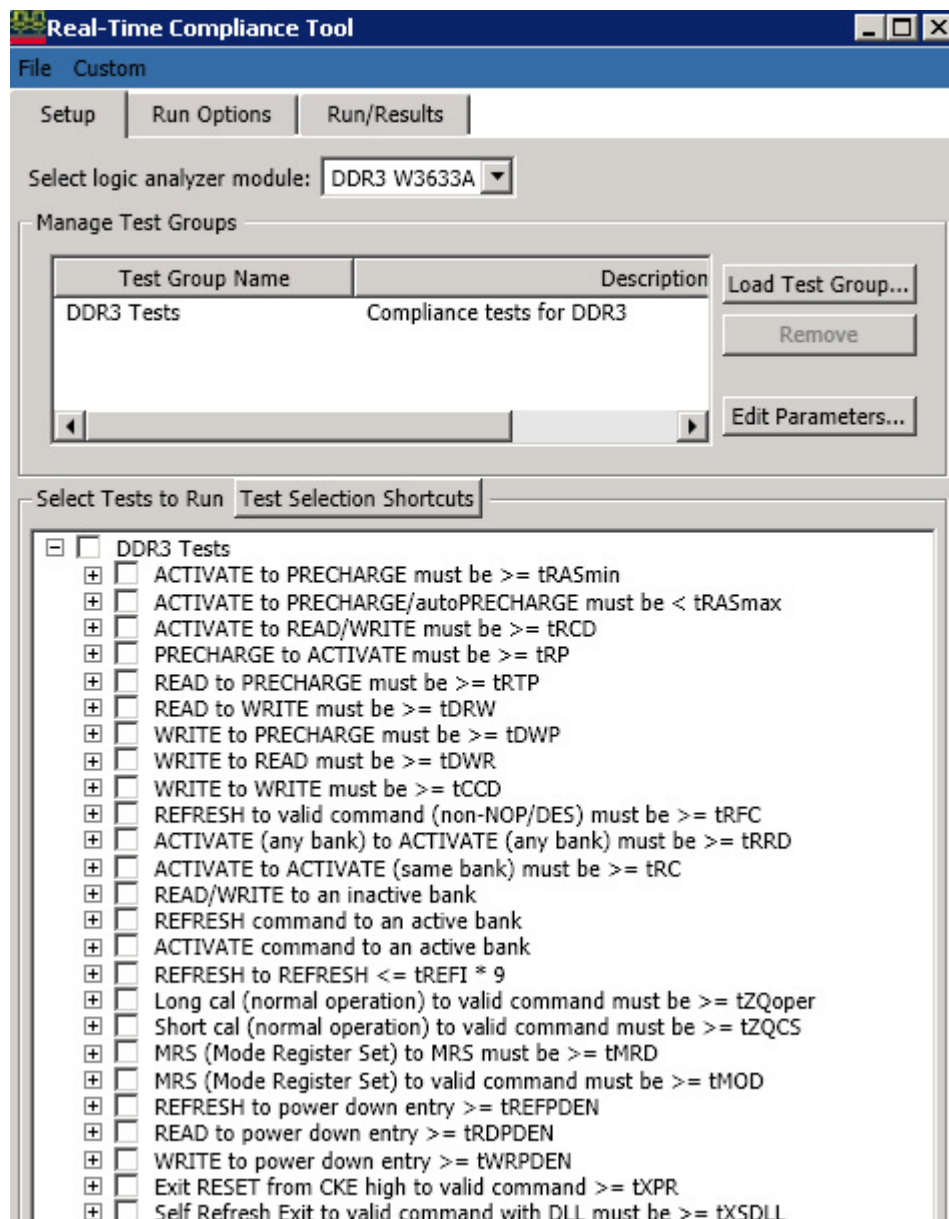 Real-Time Compliance Tool
File Custom
Setup Run Options Run/Results
Select logic analyzer module: DDR3 W3633A
Manage Test Groups
Test Group Name Description
DDR3 Tests Compliance tests for DDR3
Load Test Group...
Remove
Edit Parameters...
Select Tests to Run Test Selection Shortcuts
DDR3 Tests
ACTIVATE to PRECHARGE must be >= tRASmin
ACTIVATE to PRECHARGE/autoPRECHARGE must be < tRASmax
ACTIVATE to READ/WRITE must be >= tRCD
PRECHARGE to ACTIVATE must be >= tRP
READ to PRECHARGE must be >= tRTP
READ to WRITE must be >= tDRW
WRITE to PRECHARGE must be >= tDWP
WRITE to READ must be >= tDWR
WRITE to WRITE must be >= tCCD
REFRESH to valid command (non-NOP/DES) must be >= tRFC
ACTIVATE (any bank) to ACTIVATE (any bank) must be >= tRRD
ACTIVATE to ACTIVATE (same bank) must be >= tRC
READ/WRITE to an inactive bank
REFRESH command to an active bank
ACTIVATE command to an active bank
REFRESH to REFRESH <= tREFI * 9
Long cal (normal operation) to valid command must be >= tZQoper
Short cal (normal operation) to valid command must be >= tZQCS
MRS (Mode Register Set) to MRS must be >= tMRD
MRS (Mode Register Set) to valid command must be >= tMOD
REFRESH to power down entry >= tREFPDEN
READ to power down entry >= tRDPDEN
WRITE to power down entry >= tWRPDEN
Exit RESET from CKE high to valid command >= tXPR
Self Refresh Exit to valid command with DLL must be >= tXSDLL